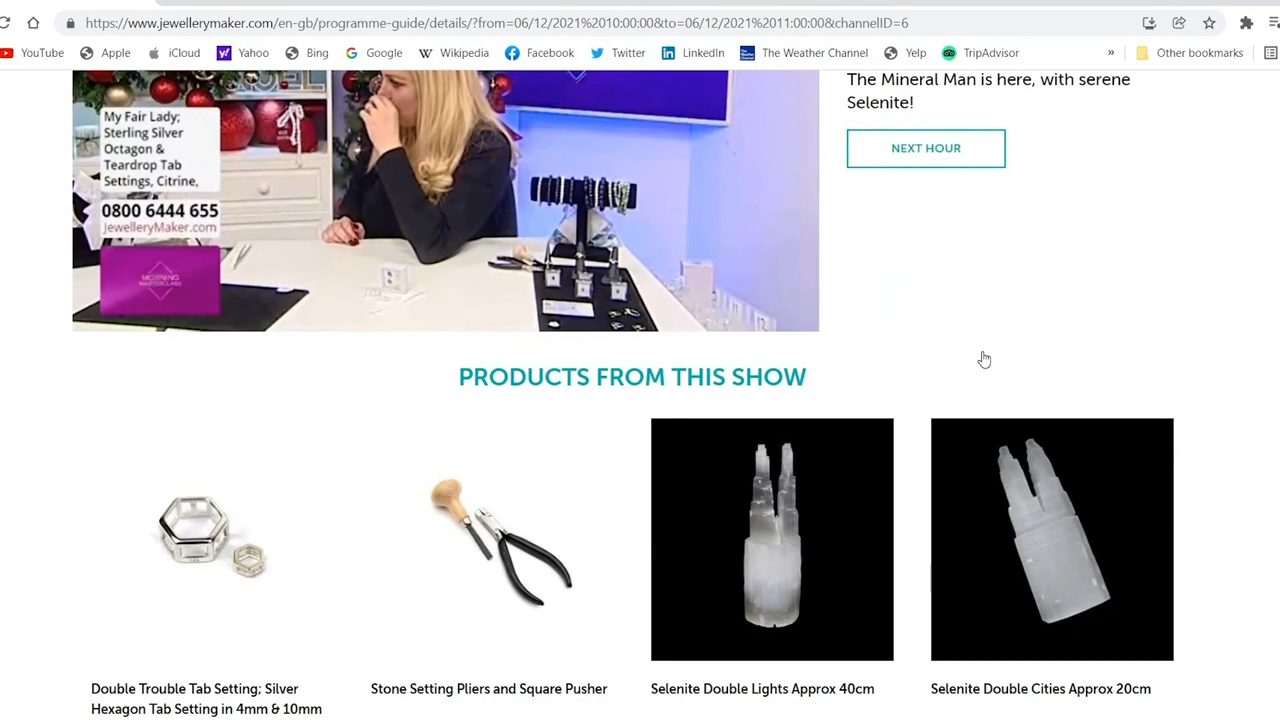 https://www.jewellerymaker.com/en-gb/programme-guide/details/?from=06/12/2021%2010:00:00&to=06/12/2021%2011:00:00&channelID=6
YouTube Apple iCloud Yahoo Bing Google Wikipedia Facebook Twitter LinkedIn The Weather Channel Yelp TripAdvisor » Other bookmarks
My Fair Lady;
Sterling Silver
Octagon &
Teardrop Tab
Settings, Citrine,
0800 6444 655
JewelleryMaker.com
MORNING
MASTERCLASS
The Mineral Man is here, with serene
Selenite!
NEXT HOUR
PRODUCTS FROM THIS SHOW
Double Trouble Tab Setting; Silver
Hexagon Tab Setting in 4mm & 10mm
Stone Setting Pliers and Square Pusher
Selenite Double Lights Approx 40cm
Selenite Double Cities Approx 20cm